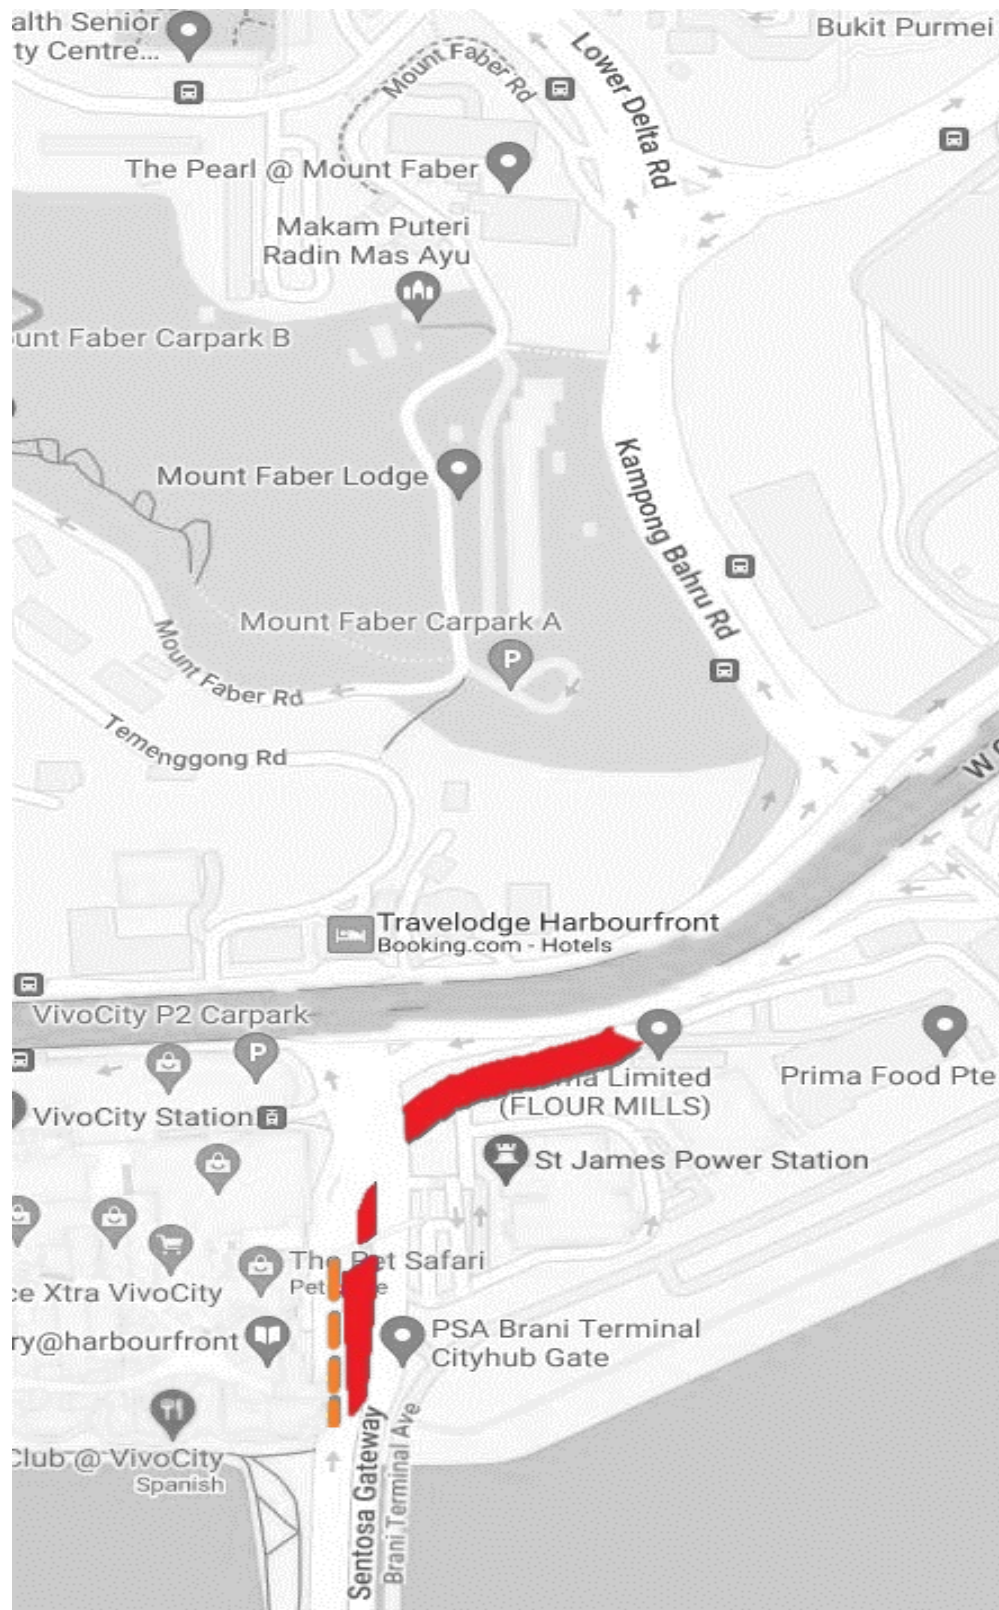 alth Senior
ty Centre...
Bukit Purmei
Mount Faber Rd
Lower Delta Rd
The Pearl @ Mount Faber
Makam Puteri
Radin Mas Ayu
unt Faber Carpark B
Mount Faber Lodge
Kampong Bahru Rd
Mount Faber Carpark A
P
Mount Faber Rd
Temenggong Rd
W C
Travelodge Harbourfront
Booking.com - Hotels
VivoCity P2 Carpark
P
ma Limited
(FLOUR MILLS)
Prima Food Pte
VivoCity Station
St James Power Station
The Pet Safari
Pet e
ce Xtra VivoCity
PSA Brani Terminal
Cityhub Gate
ry@harbourfront
Club @ VivoCity
Spanish
Sentosa Gateway
Brani Terminal Ave